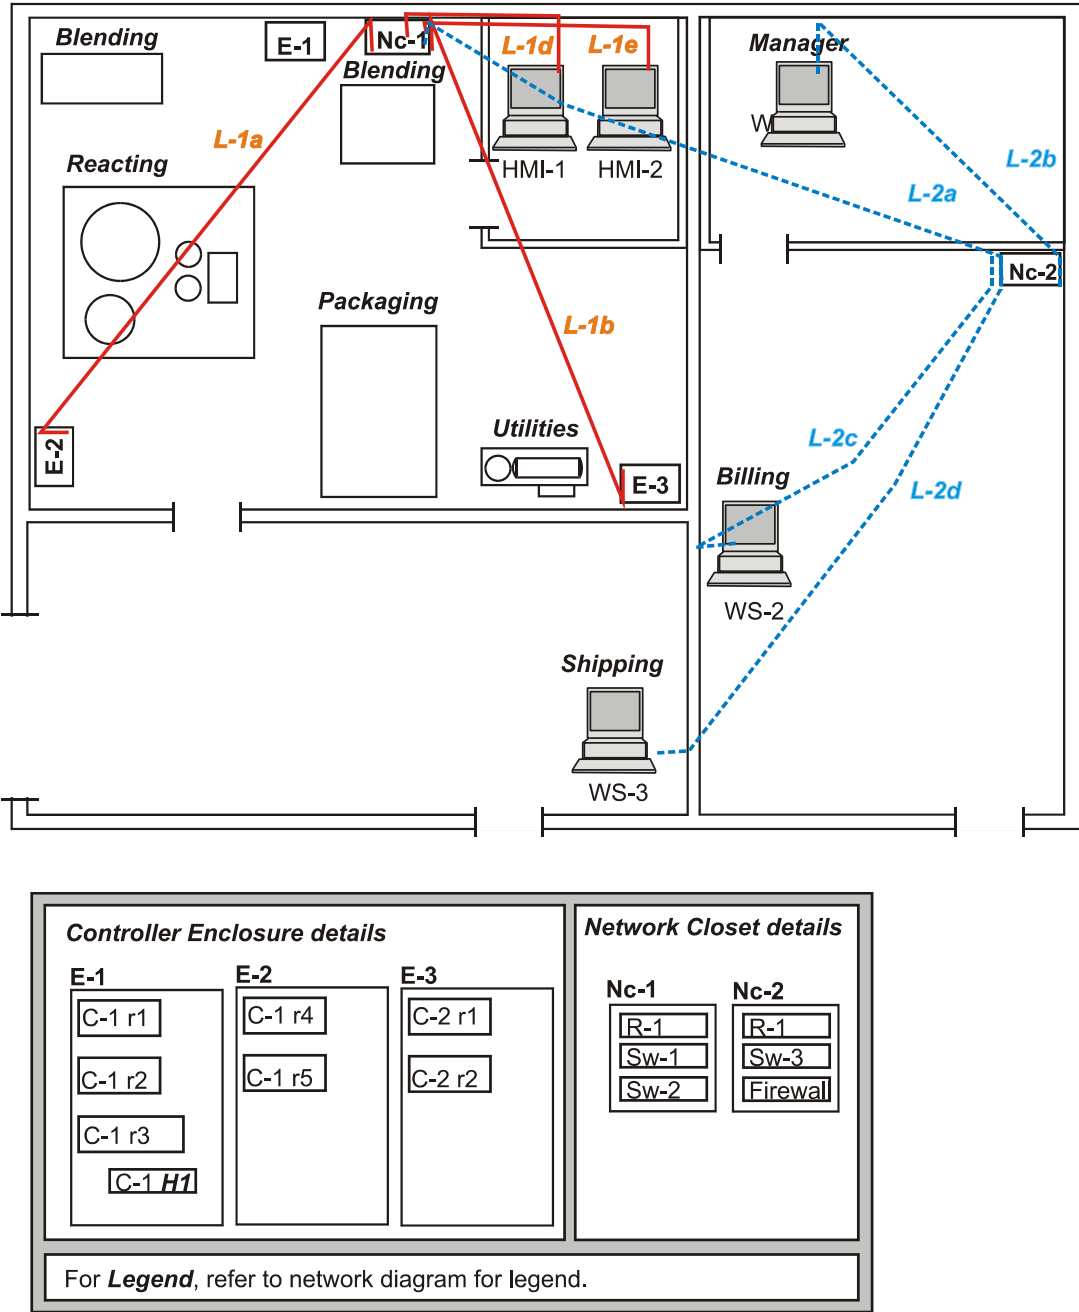 Blending
E-1
Nc-1
Blending
L-1d
L-1e
Manager
W
L-1a
HMI-1
HMI-2
L-2b
L-2a
Reacting
Nc-2
Packaging
L-1b
Utilities
E-2
E-3
L-2c
Billing
L-2d
WS-2
Shipping
WS-3
Controller Enclosure details
E-1
C-1 r1
C-1 r2
C-1 r3
C-1 H1
E-2
C-1 r4
C-1 r5
E-3
C-2 r1
C-2 r2
Network Closet details
Nc-1
R-1
Sw-1
Sw-2
Nc-2
R-1
Sw-3
Firewal
For Legend, refer to network diagram for legend.